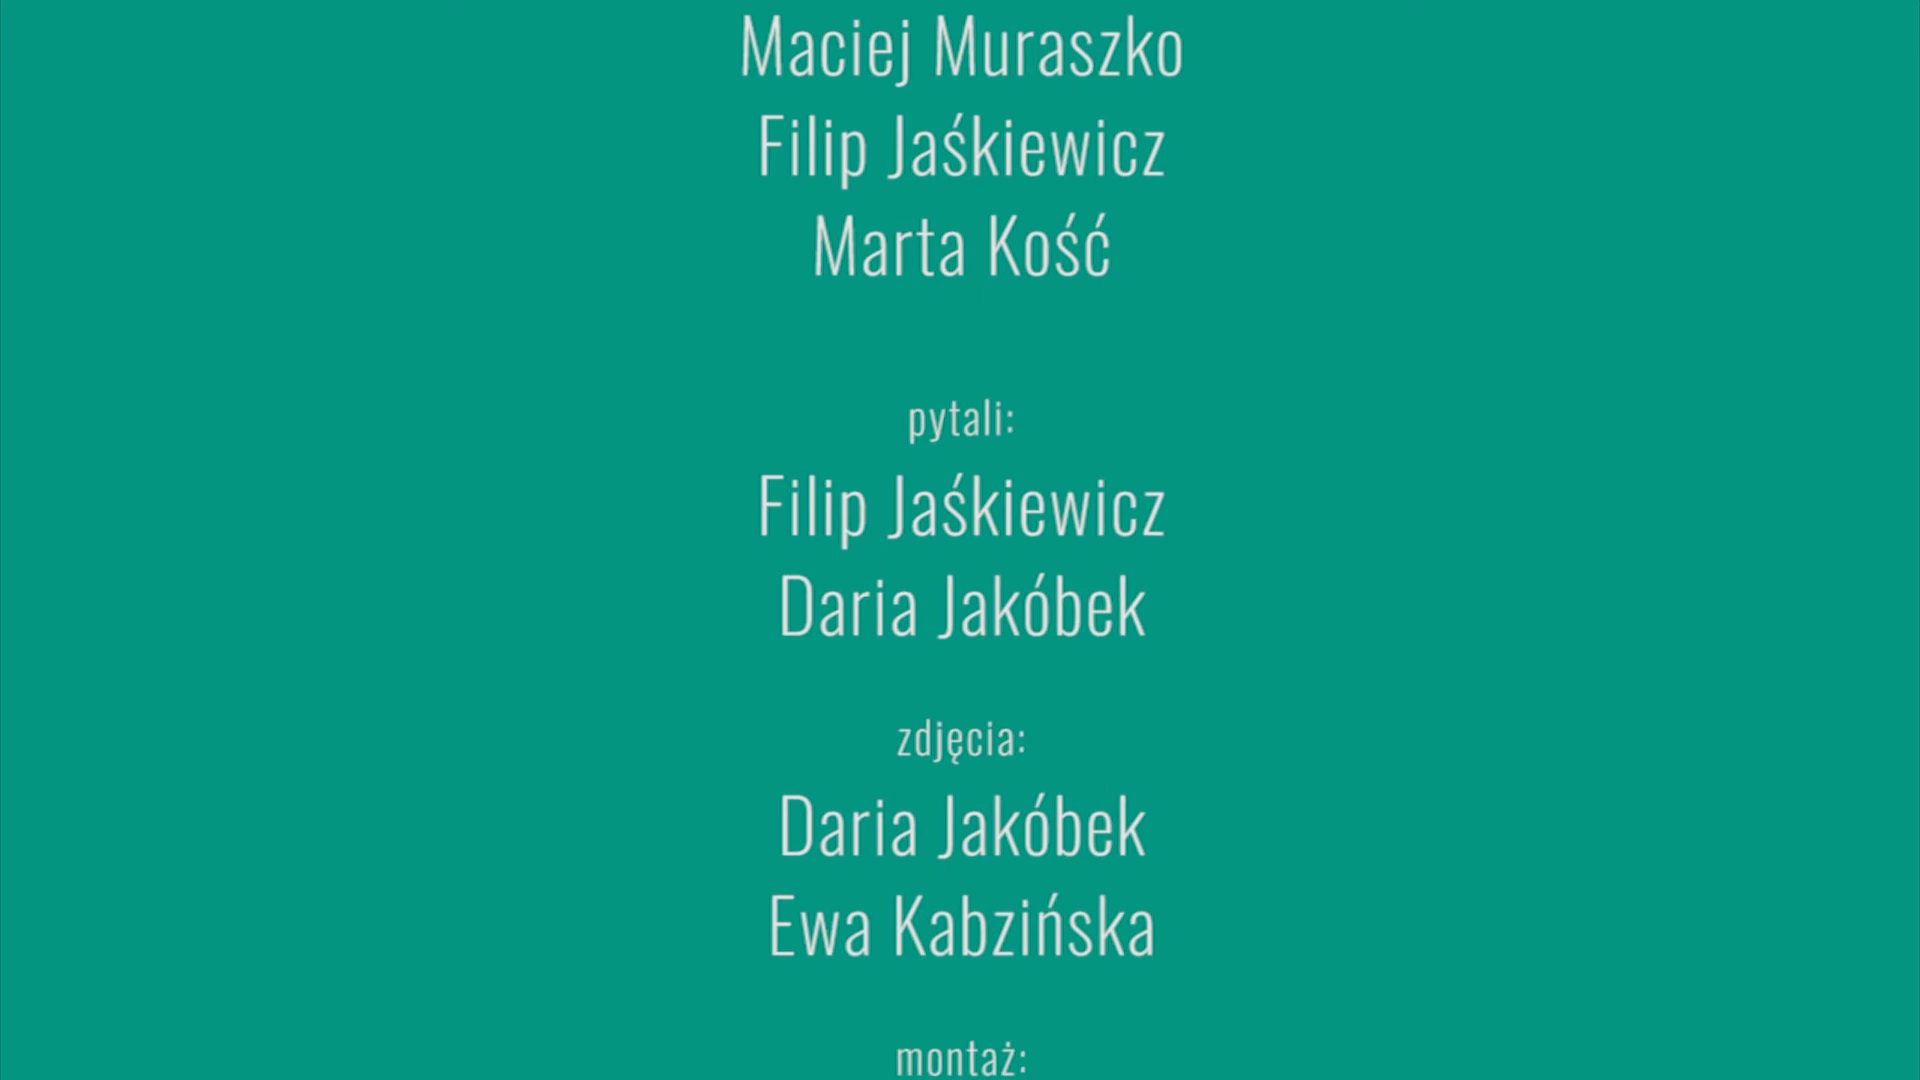 Maciej Muraszko
Filip Jaśkiewicz
Marta Kość
pytali:
Filip Jaśkiewicz
Daria Jakóbek
zdjęcia:
Daria Jakóbek
Ewa Kabzińska
montaż: